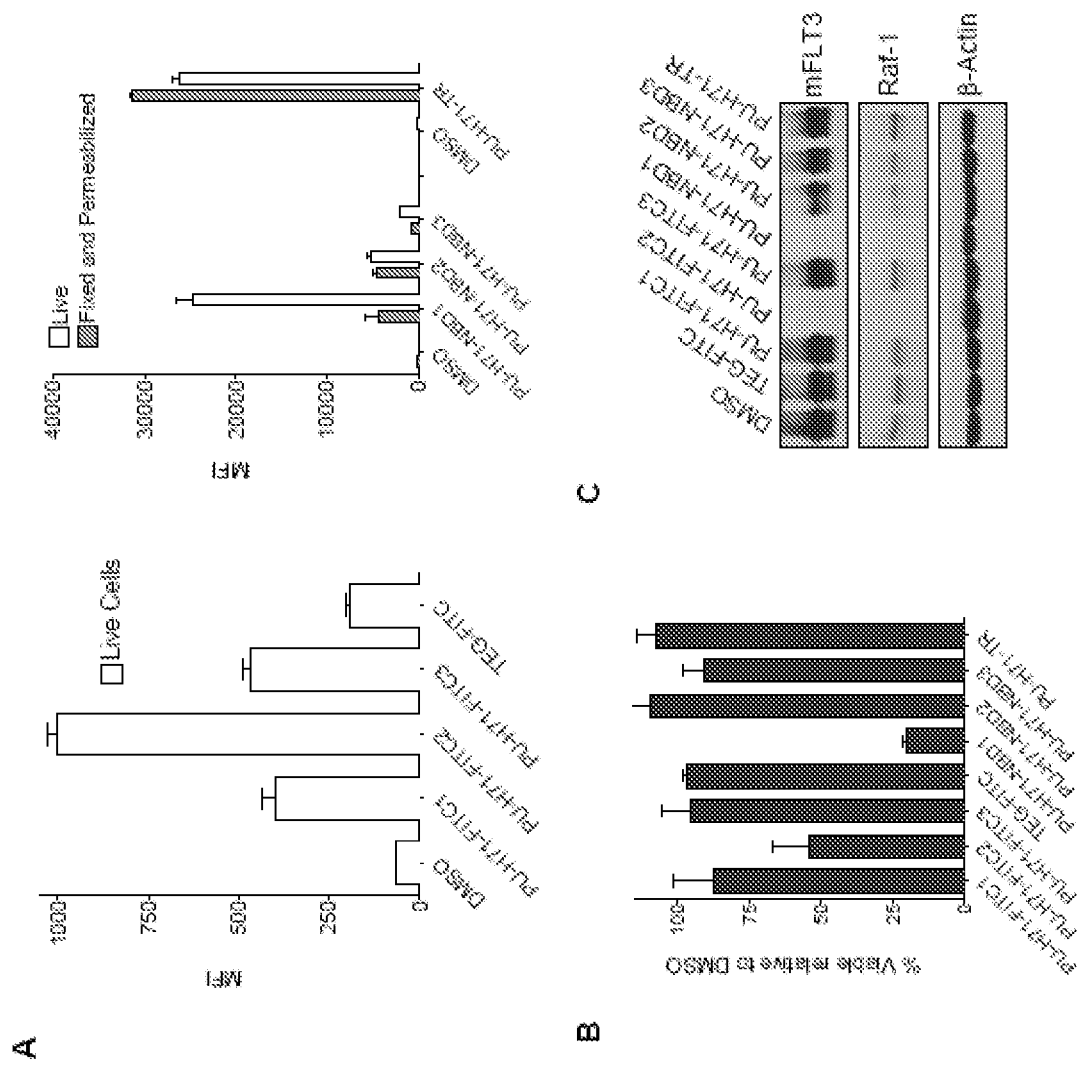 A
MFI
1000
750
500
250
0
Live Cells
DMSO
PU-H71-FITC1
PU-H71-FITC2
PU-H71-FITC3
TEG-FITC
MFI
40000
30000
20000
10000
0
Live
Fixed and Permeabilized
DMSO
PU-H71-NBD1
PU-H71-NBD2
PU-H71-NBD3
DMSO
PU-H71-TR
B
% Viable relative to DMSO
100
75
50
25
0
PU-H71-FITC1
PU-H71-FITC2
PU-H71-FITC3
TEG-FITC
PU-H71-NBD1
PU-H71-NBD2
PU-H71-NBD3
PU-H71-TR
C
DMSO
TEG-FITC
PU-H71-FITC1
PU-H71-FITC2
PU-H71-FITC3
PU-H71-NBD1
PU-H71-NBD2
PU-H71-NBD3
PU-H71-TR
mFLT3
Raf-1
β-Actin